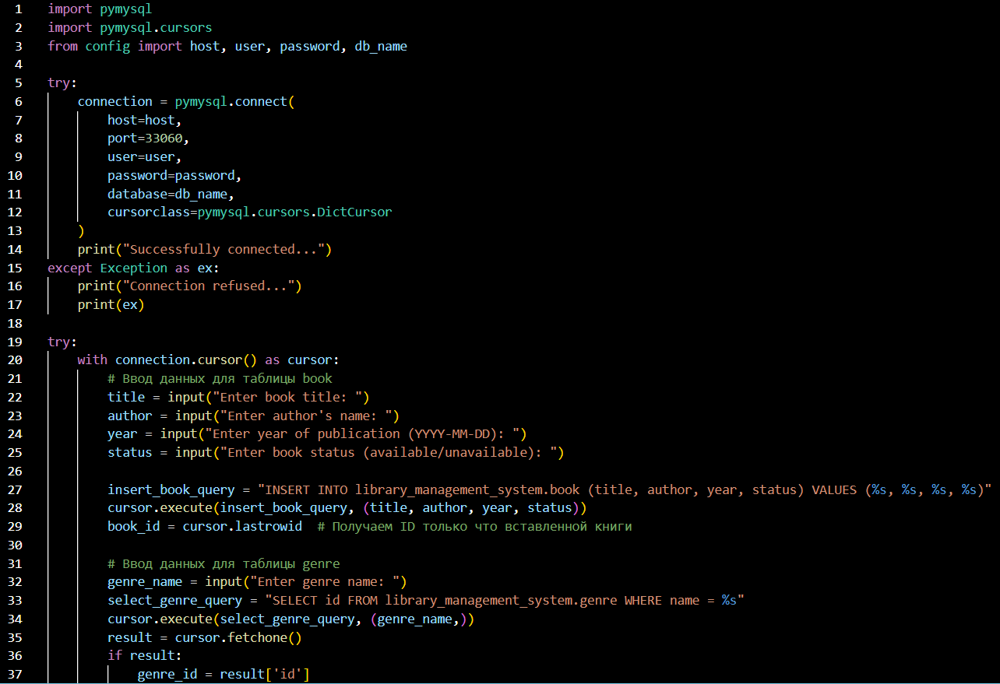 1 import pymysql
2 import pymysql.cursors
3 from config import host, user, password, db_name
4
5 try:
6     connection = pymysql.connect(
7         host=host,
8         port=33060,
9         user=user,
10         password=password,
11         database=db_name,
12         cursorclass=pymysql.cursors.DictCursor
13     )
14     print("Successfully connected...")
15 except Exception as ex:
16     print("Connection refused...")
17     print(ex)
18
19 try:
20     with connection.cursor() as cursor:
21         # Ввод данных для таблицы book
22         title = input("Enter book title: ")
23         author = input("Enter author's name: ")
24         year = input("Enter year of publication (YYYY-MM-DD): ")
25         status = input("Enter book status (available/unavailable): ")
26
27         insert_book_query = "INSERT INTO library_management_system.book (title, author, year, status) VALUES (%s, %s, %s, %s)"
28         cursor.execute(insert_book_query, (title, author, year, status))
29         book_id = cursor.lastrowid  # Получаем ID только что вставленной книги
30
31         # Ввод данных для таблицы genre
32         genre_name = input("Enter genre name: ")
33         select_genre_query = "SELECT id FROM library_management_system.genre WHERE name = %s"
34         cursor.execute(select_genre_query, (genre_name,))
35         result = cursor.fetchone()
36         if result:
37             genre_id = result['id']